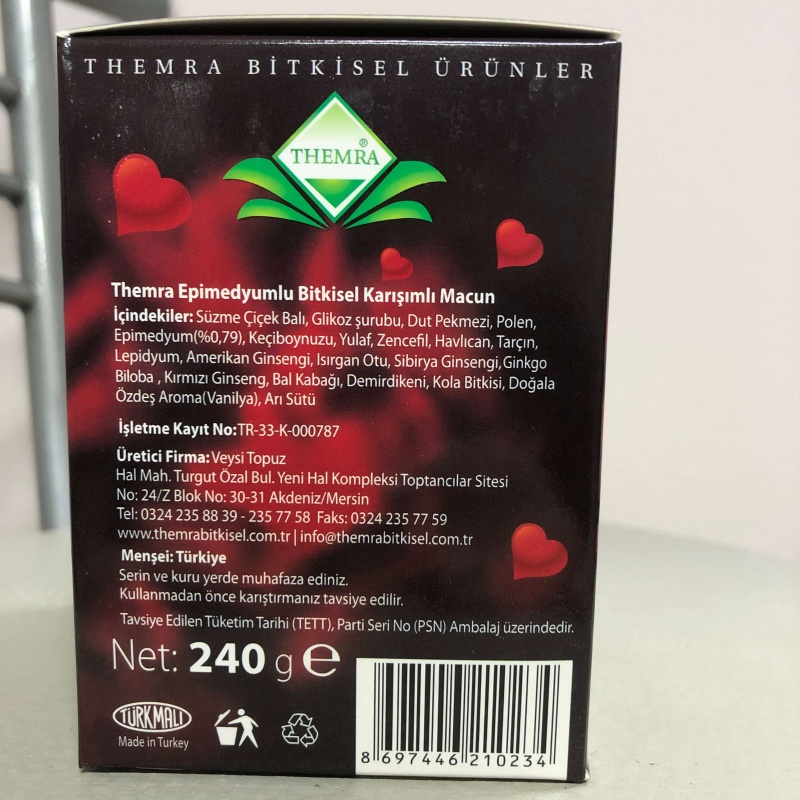 THEMRA BİTKİSEL ÜRÜNLER
THEMRA®
Themra Epimedyumlu Bitkisel Karışımlı Macun
İçindekiler: Süzme Çiçek Balı, Glikoz şurubu, Dut Pekmezi, Polen,
Epimedyum(%0,79), Keçiboynuzu, Yulaf, Zencefil, Havlıcan, Tarçın,
Lepidyum, Amerikan Ginsengi, Isırgan Otu, Sibirya Ginsengi,Ginkgo
Biloba , Kırmızı Ginseng, Bal Kabağı, Demirdikeni, Kola Bitkisi, Doğala
Özdeş Aroma(Vanilya), Arı Sütü
İşletme Kayıt No:TR-33-K-000787
Üretici Firma: Veysi Topuz
Hal Mah. Turgut Özal Bul. Yeni Hal Kompleksi Toptancılar Sitesi
No: 24/Z Blok No: 30-31 Akdeniz/Mersin
Tel: 0324 235 88 39 - 235 77 58 Faks: 0324 235 77 59
www.themrabitkisel.com.tr | info@themrabitkisel.com.tr
Menşei: Türkiye
Serin ve kuru yerde muhafaza ediniz.
Kullanmadan önce karıştırmanız tavsiye edilir.
Tavsiye Edilen Tüketim Tarihi (TETT), Parti Seri No (PSN) Ambalaj üzerindedir.
Net: 240 g ℮
TÜRKMALI
Made in Turkey
8 697446 210234